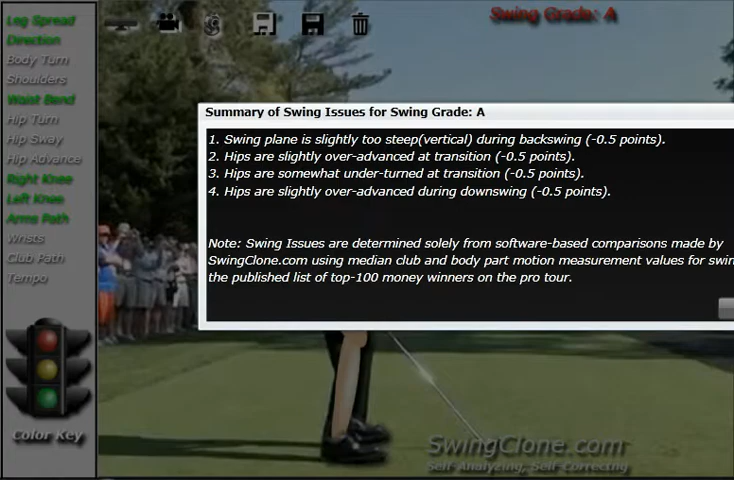 Leg Spread
Direction
Body Turn
Shoulders
Waist Bend
Hip Turn
Hip Sway
Hip Advance
Right Knee
Left Knee
Arms Path
Wrists
Club Path
Tempo
Color Key
Swing Grade: A
Summary of Swing Issues for Swing Grade: A
1. Swing plane is slightly too steep(vertical) during backswing (-0.5 points).
2. Hips are slightly over-advanced at transition (-0.5 points).
3. Hips are somewhat under-turned at transition (-0.5 points).
4. Hips are slightly over-advanced during downswing (-0.5 points).
Note: Swing Issues are determined solely from software-based comparisons made by
SwingClone.com using median club and body part motion measurement values for swin
the published list of top-100 money winners on the pro tour.
SwingClone.com
Self-Analyzing, Self-Correcting